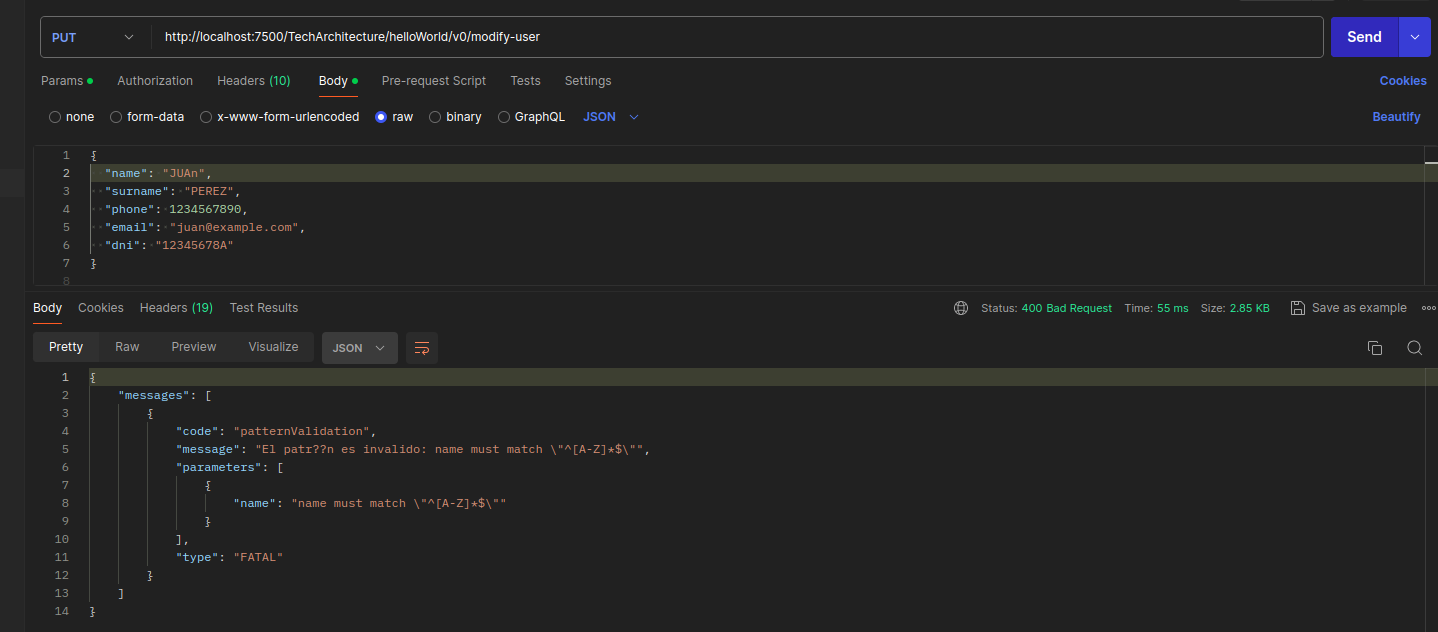 PUT http://localhost:7500/TechArchitecture/helloWorld/v0/modify-user Send
Params Authorization Headers (10) Body Pre-request Script Tests Settings Cookies
none form-data x-www-form-urlencoded raw binary GraphQL JSON Beautify
1 {
2 "name": "JUAn",
3 "surname": "PEREZ",
4 "phone": 1234567890,
5 "email": "juan@example.com",
6 "dni": "12345678A"
7 }
8
Body Cookies Headers (19) Test Results Status: 400 Bad Request Time: 55 ms Size: 2.85 KB Save as example
Pretty Raw Preview Visualize JSON
1 {
2 "messages": [
3 {
4 "code": "patternValidation",
5 "message": "El patr??n es invalido: name must match \"^[A-Z]*$\"",
6 "parameters": [
7 {
8 "name": "name must match \"^[A-Z]*$\""
9 }
10 ],
11 "type": "FATAL"
12 }
13 ]
14 }